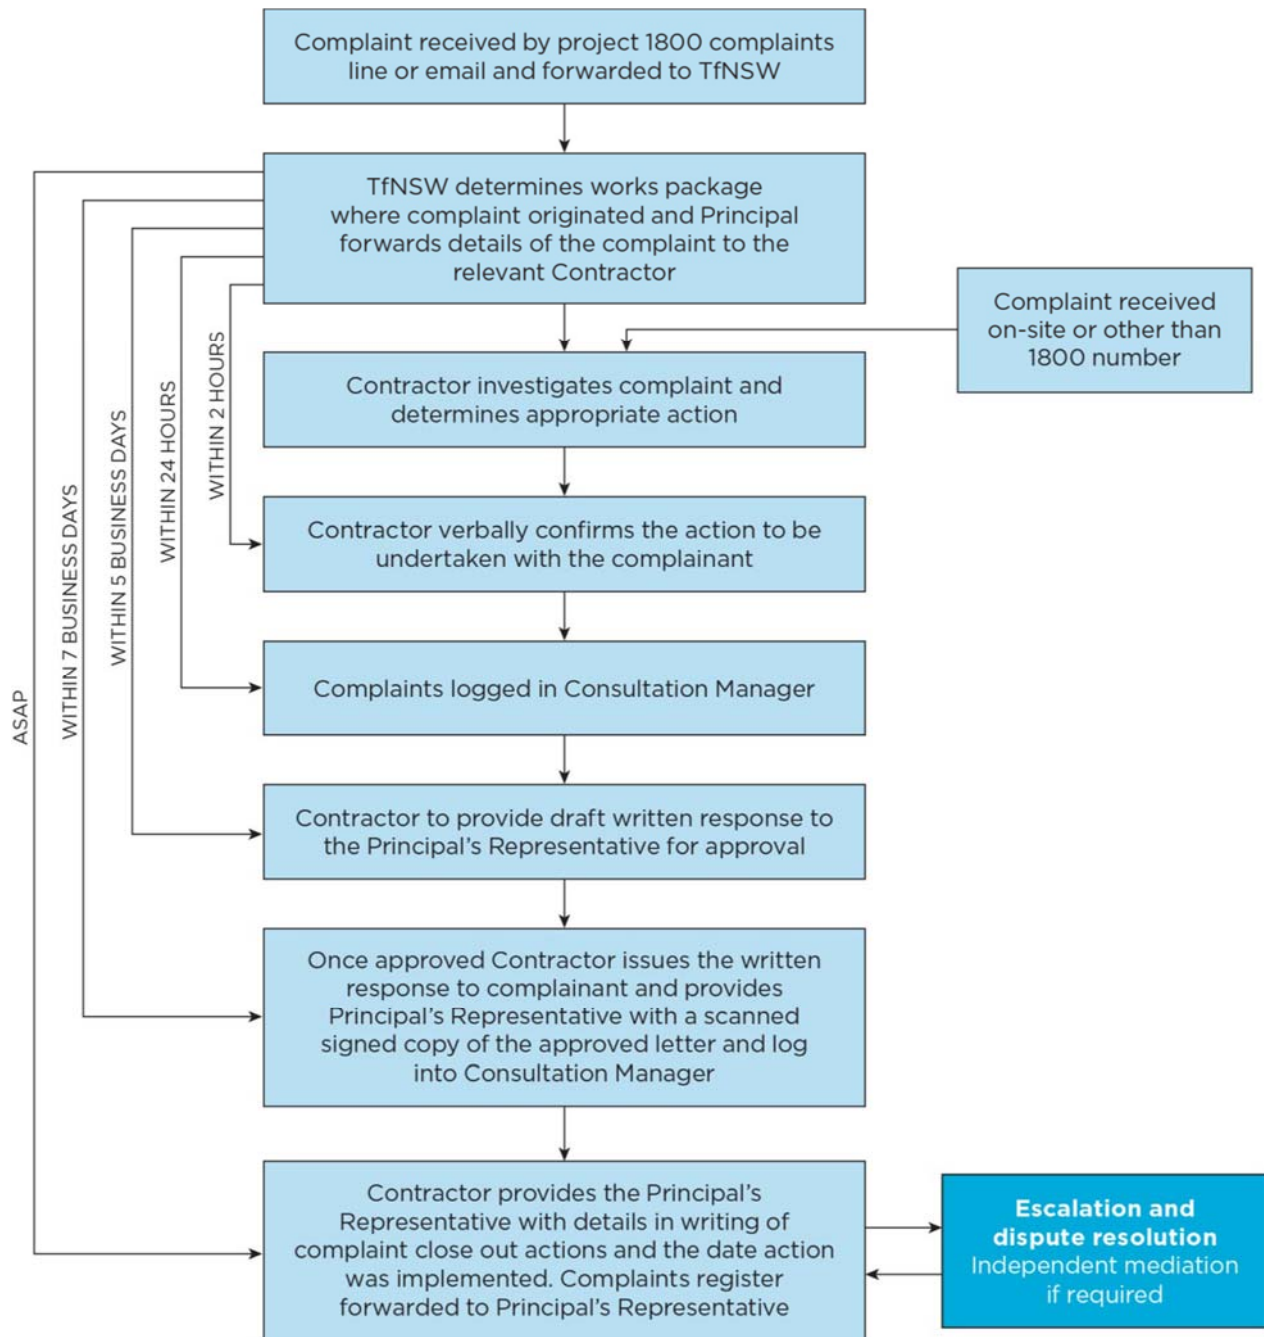 Complaint received by project 1800 complaints
line or email and forwarded to TfNSW
TfNSW determines works package
where complaint originated and Principal
forwards details of the complaint to the
relevant Contractor
Complaint received
on-site or other than
1800 number
Contractor investigates complaint and
determines appropriate action
Contractor verbally confirms the action to be
undertaken with the complainant
Complaints logged in Consultation Manager
Contractor to provide draft written response to
the Principal’s Representative for approval
Once approved Contractor issues the written
response to complainant and provides
Principal’s Representative with a scanned
signed copy of the approved letter and log
into Consultation Manager
Contractor provides the Principal’s
Representative with details in writing of
complaint close out actions and the date action
was implemented. Complaints register
forwarded to Principal’s Representative
Escalation and
dispute resolution
Independent mediation
if required
ASAP
WITHIN 7 BUSINESS DAYS
WITHIN 5 BUSINESS DAYS
WITHIN 24 HOURS
WITHIN 2 HOURS